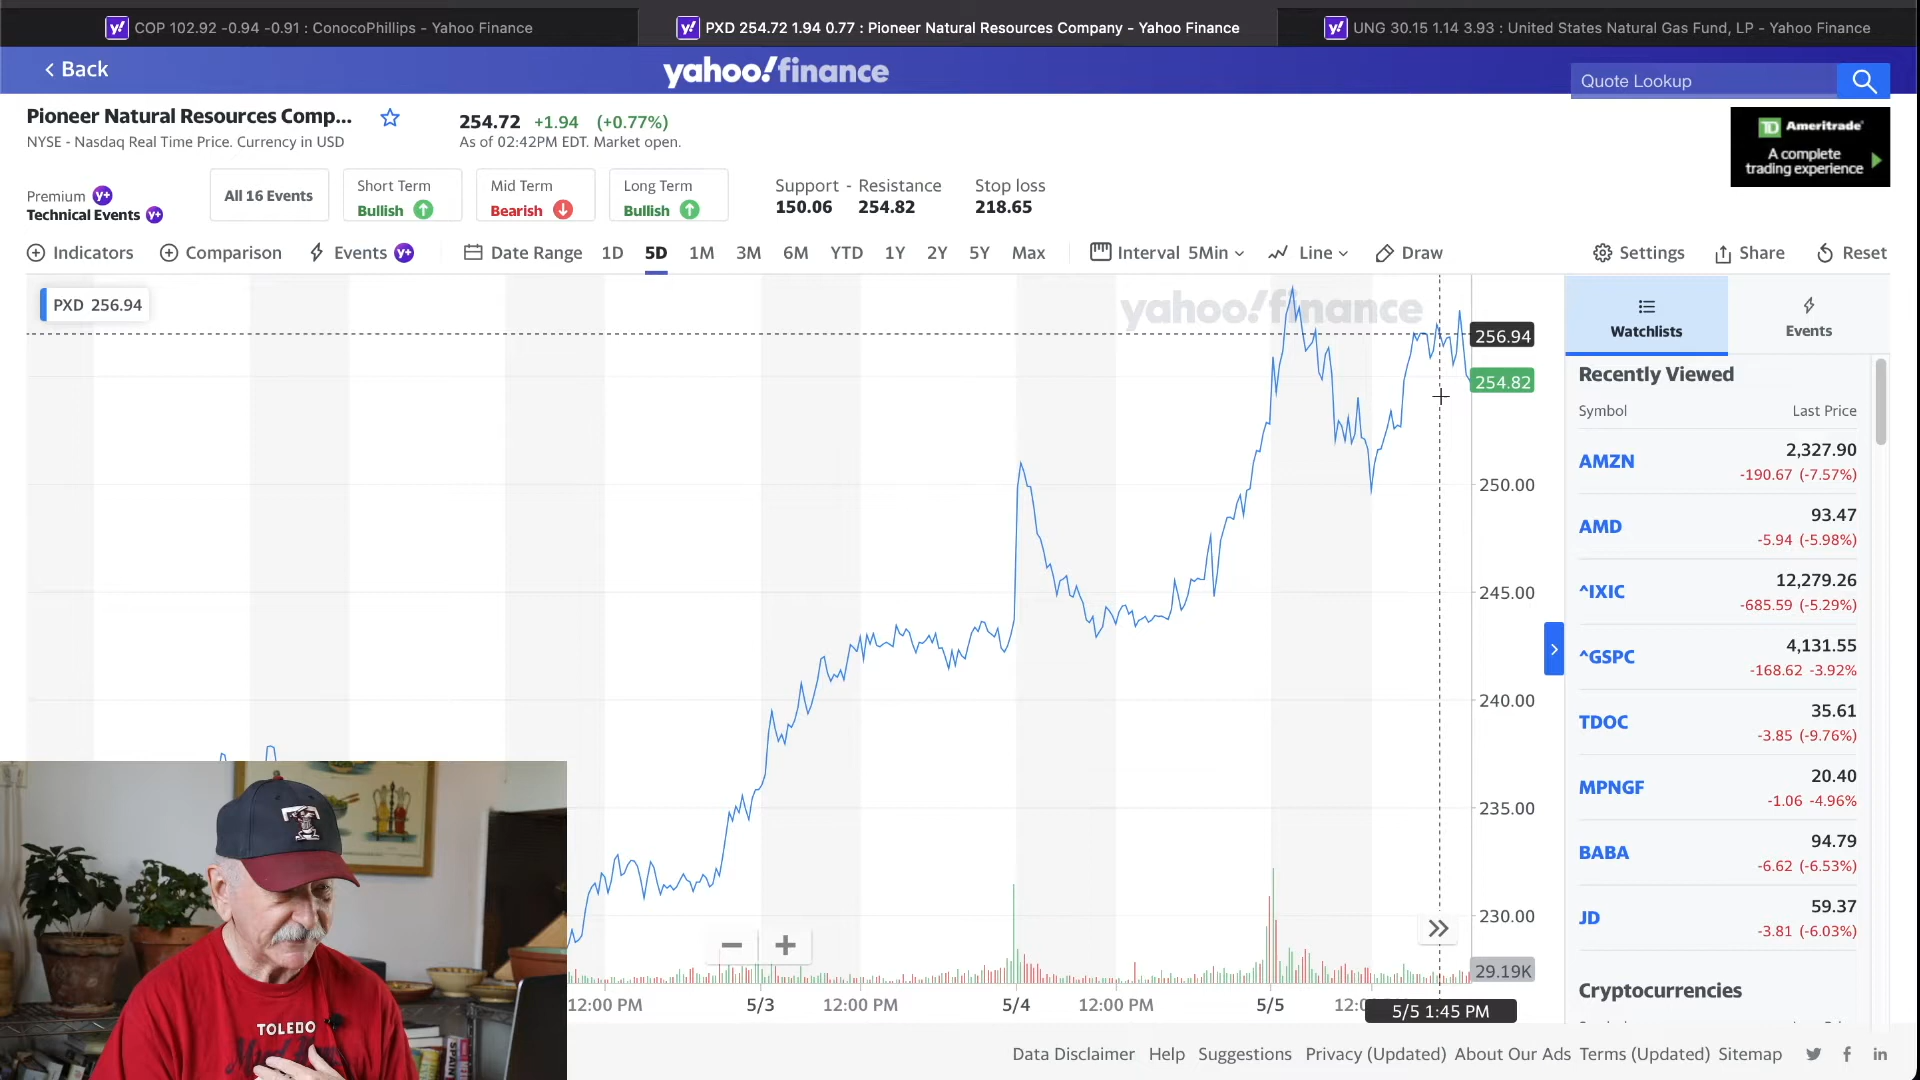 COP 102.92 -0.94 -0.91 : ConocoPhillips - Yahoo Finance
PXD 254.72 1.94 0.77 : Pioneer Natural Resources Company - Yahoo Finance
UNG 30.15 1.14 3.93 : United States Natural Gas Fund, LP - Yahoo Finance
Back
yahoo!finance
Quote Lookup
Pioneer Natural Resources Comp...
254.72 +1.94 (+0.77%)
NYSE - Nasdaq Real Time Price. Currency in USD
As of 02:42PM EDT. Market open.
TD Ameritrade
A complete
trading experience
Premium y+
Technical Events y+
All 16 Events
Short Term
Bullish
Mid Term
Bearish
Long Term
Bullish
Support - Resistance
150.06 254.82
Stop loss
218.65
Indicators Comparison Events y+ Date Range 1D 5D 1M 3M 6M YTD 1Y 2Y 5Y Max Interval 5Min Line Draw Settings Share Reset
PXD 256.94
yahoo!finance
256.94
254.82
250.00
245.00
240.00
235.00
230.00
29.19K
12:00 PM 5/3 12:00 PM 5/4 12:00 PM 5/5 5/5 1:45 PM
Watchlists
Events
Recently Viewed
Symbol Last Price
AMZN 2,327.90
-190.67 (-7.57%)
AMD 93.47
-5.94 (-5.98%)
^IXIC 12,279.26
-685.59 (-5.29%)
^GSPC 4,131.55
-168.62 -3.92%
TDOC 35.61
-3.85 (-9.76%)
MPNGF 20.40
-1.06 -4.96%
BABA 94.79
-6.62 (-6.53%)
JD 59.37
-3.81 (-6.03%)
Cryptocurrencies
TOLEDO
SPAIN
Data Disclaimer Help Suggestions Privacy (Updated) About Our Ads Terms (Updated) Sitemap